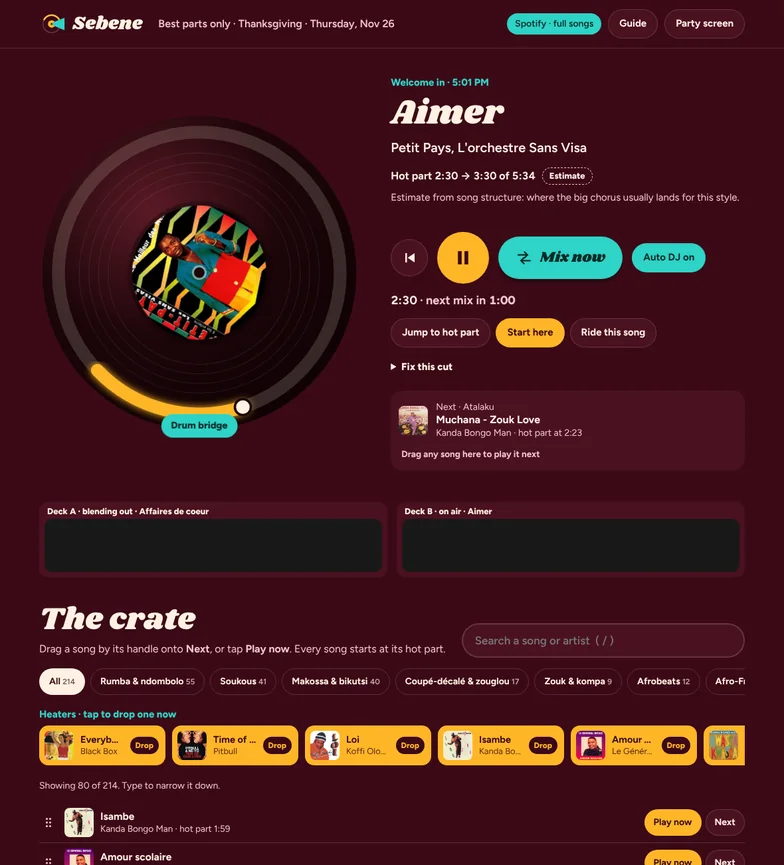 Sebene
Best parts only · Thanksgiving · Thursday, Nov 26
Spotify · full songs
Guide
Party screen
Welcome in · 5:01 PM
Aimer
Petit Pays, L'orchestre Sans Visa
Hot part 2:30 → 3:30 of 5:34
Estimate
Estimate from song structure: where the big chorus usually lands for this style.
Mix now
Auto DJ on
2:30 · next mix in 1:00
Jump to hot part
Start here
Ride this song
Fix this cut
Drum bridge
Next · Atalaku
Muchana - Zouk Love
Kanda Bongo Man · hot part at 2:23
Drag any song here to play it next
Deck A · blending out · Affaires de coeur
Deck B · on air · Aimer
The crate
Drag a song by its handle onto Next, or tap Play now. Every song starts at its hot part.
Search a song or artist ( / )
All 214
Rumba & ndombolo 55
Soukous 41
Makossa & bikutsi 40
Coupé-décalé & zouglou 17
Zouk & kompa 9
Afrobeats 12
Heaters · tap to drop one now
Everyb...
Black Box
Drop
Time of ...
Pitbull
Drop
Loi
Koffi Olo...
Drop
Isambe
Kanda Bo...
Drop
Amour ...
Le Génér...
Drop
Showing 80 of 214. Type to narrow it down.
Isambe
Kanda Bongo Man · hot part 1:59
Play now
Next
Amour scolaire
Play now
Next